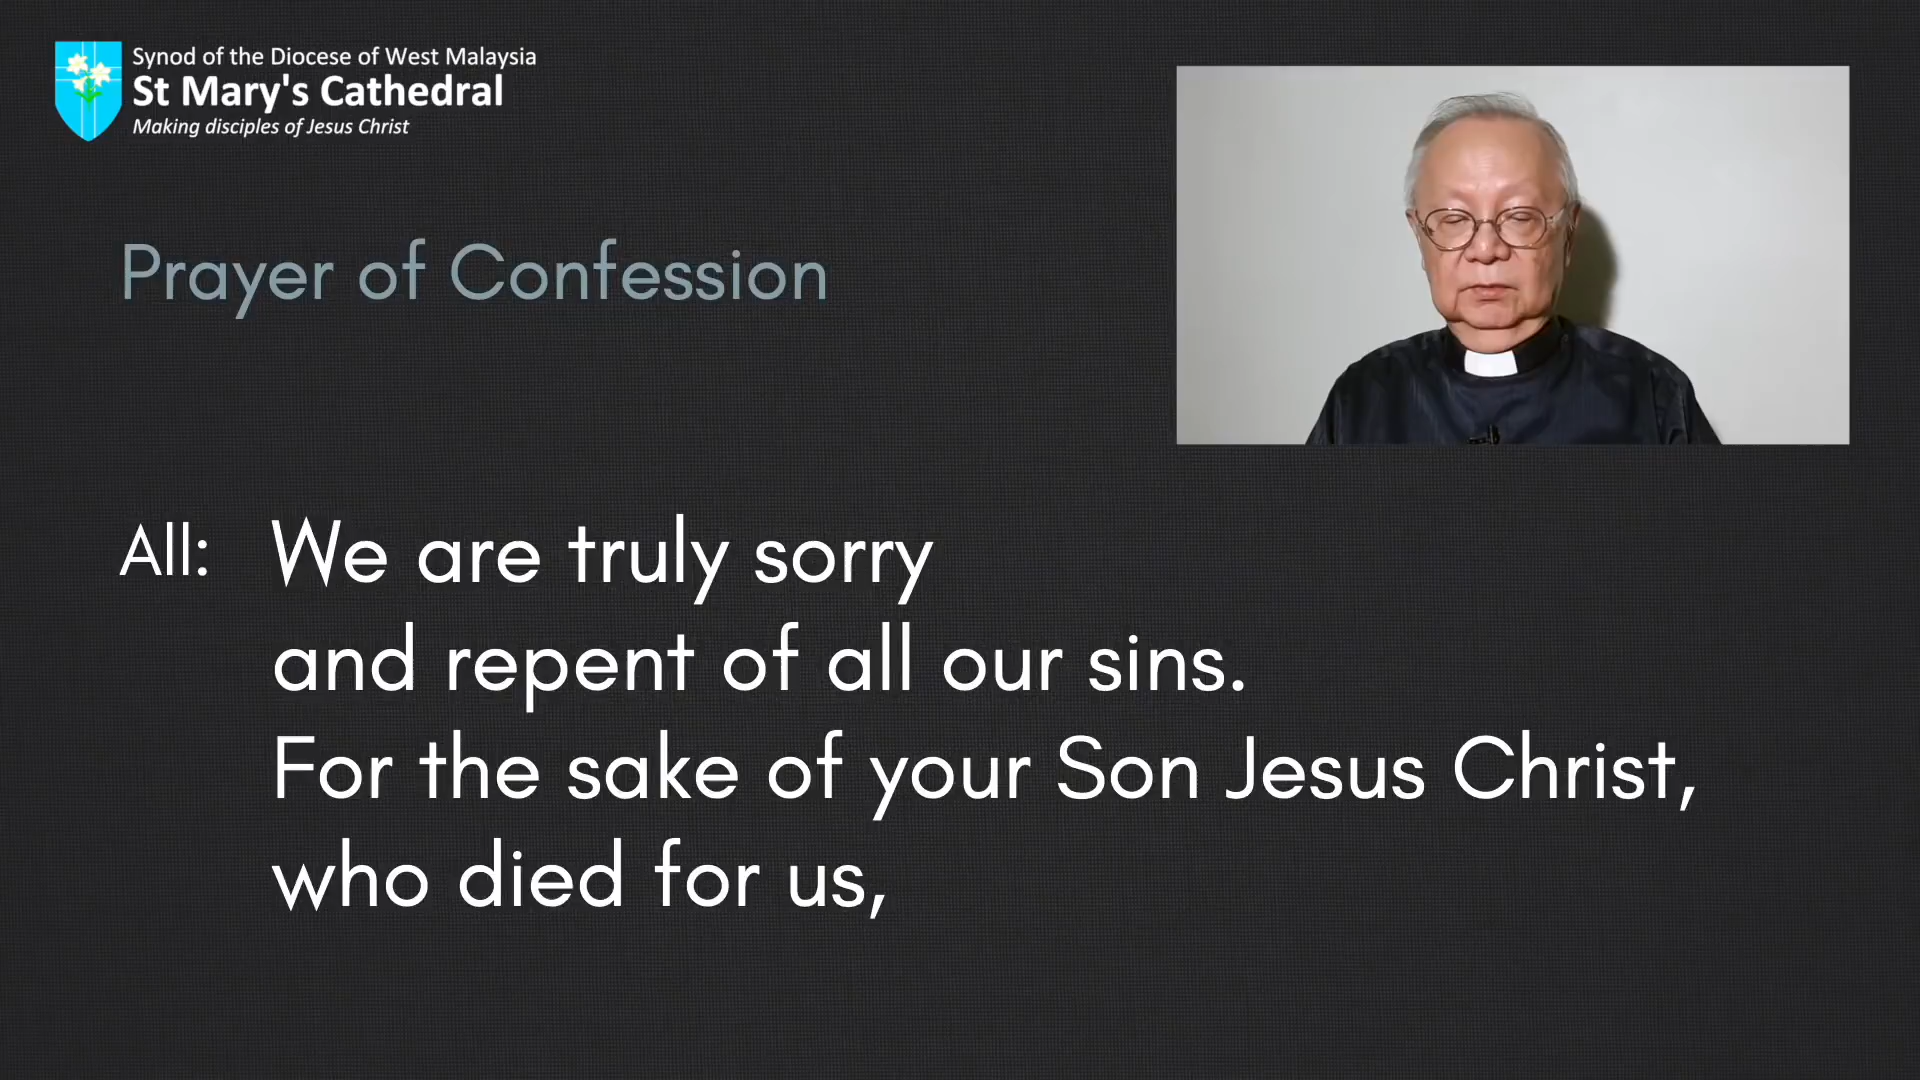 Synod of the Diocese of West Malaysia
St Mary's Cathedral
Making disciples of Jesus Christ
Prayer of Confession
All: We are truly sorry
and repent of all our sins.
For the sake of your Son Jesus Christ,
who died for us,